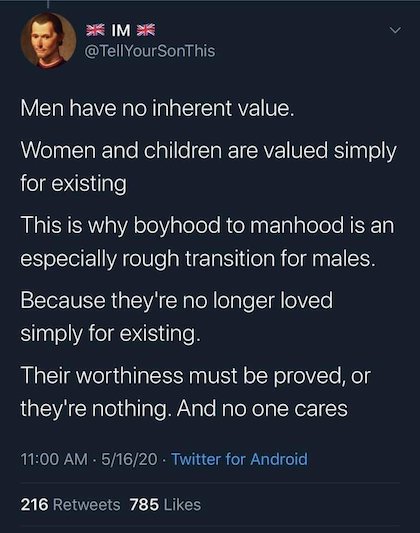 🇬🇧 IM 🇬🇧
@TellYourSonThis
Men have no inherent value.
Women and children are valued simply
for existing
This is why boyhood to manhood is an
especially rough transition for males.
Because they're no longer loved
simply for existing.
Their worthiness must be proved, or
they're nothing. And no one cares
11:00 AM · 5/16/20 · Twitter for Android
216 Retweets 785 Likes